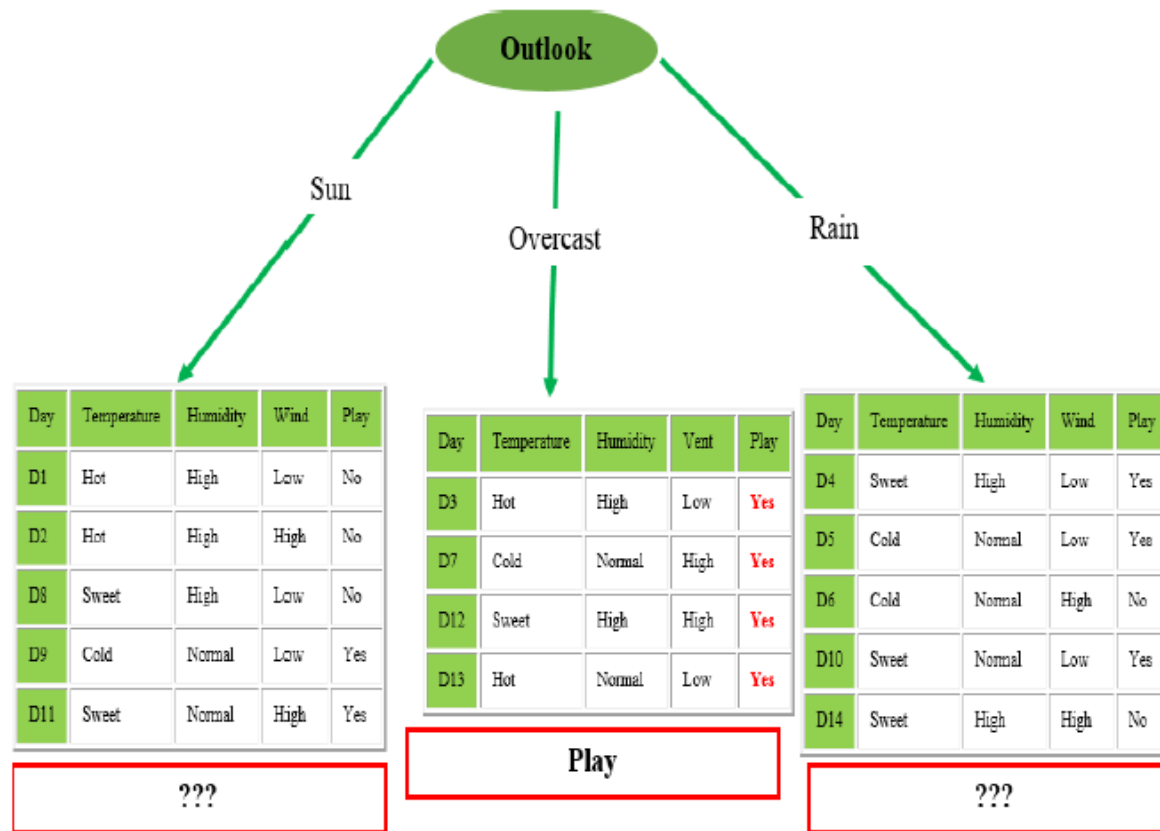 Outlook
Sun
Overcast
Rain
Day Temperature Humidity Wind Play
D1 Hot High Low No
D2 Hot High High No
D8 Sweet High Low No
D9 Cold Normal Low Yes
D11 Sweet Normal High Yes
???
Day Temperature Humidity Vent Play
D3 Hot High Low Yes
D7 Cold Normal High Yes
D12 Sweet High High Yes
D13 Hot Normal Low Yes
Play
Day Temperature Humidity Wind Play
D4 Sweet High Low Yes
D5 Cold Normal Low Yes
D6 Cold Normal High No
D10 Sweet Normal Low Yes
D14 Sweet High High No
???